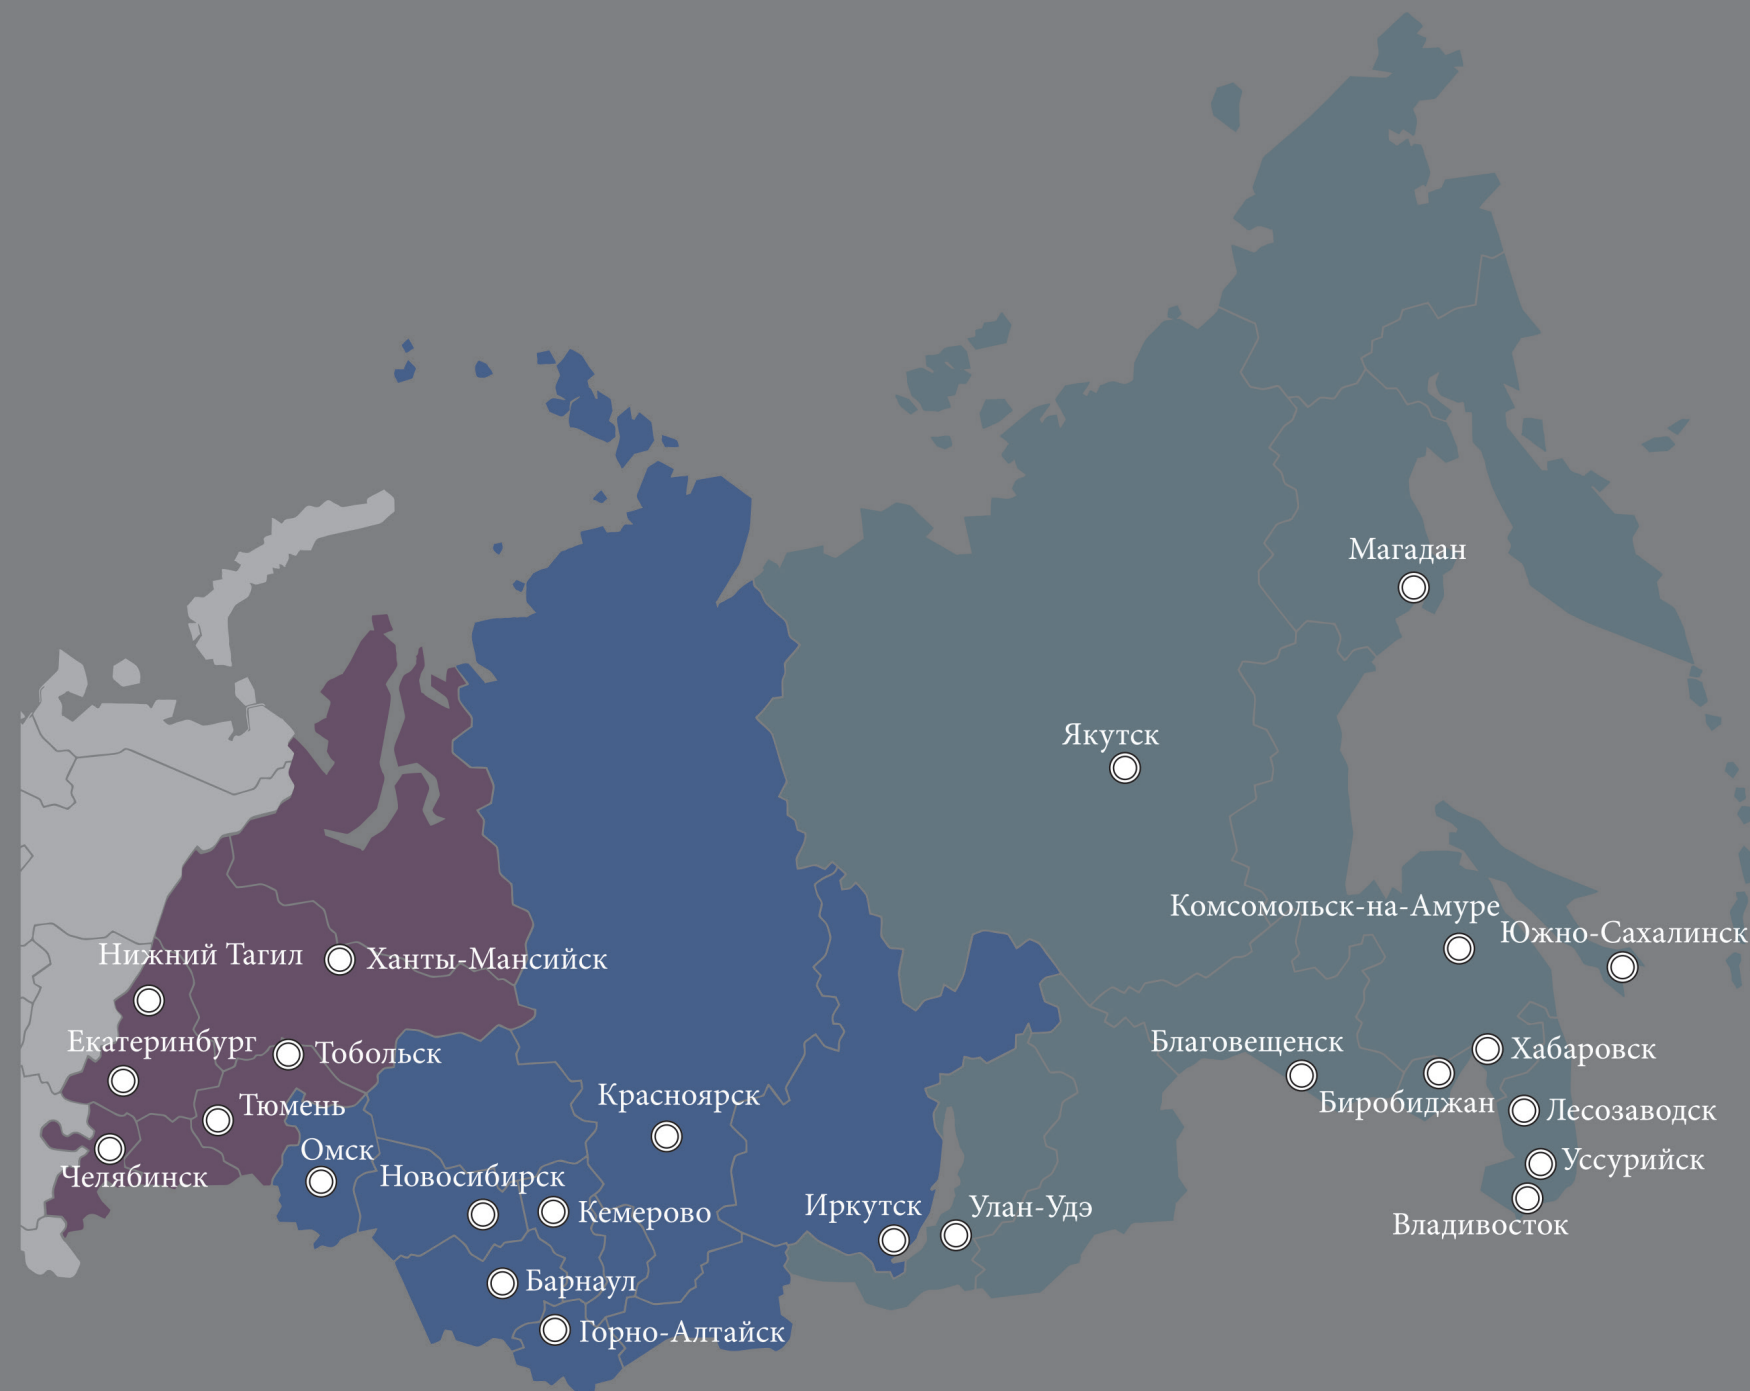 Магадан
Якутск
Комсомольск-на-Амуре
Южно-Сахалинск
Нижний Тагил
Ханты-Мансийск
Екатеринбург
Тобольск
Благовещенск
Хабаровск
Красноярск
Тюмень
Биробиджан
Лесозаводск
Омск
Уссурийск
Челябинск
Новосибирск
Кемерово
Иркутск
Улан-Удэ
Владивосток
Барнаул
Горно-Алтайск